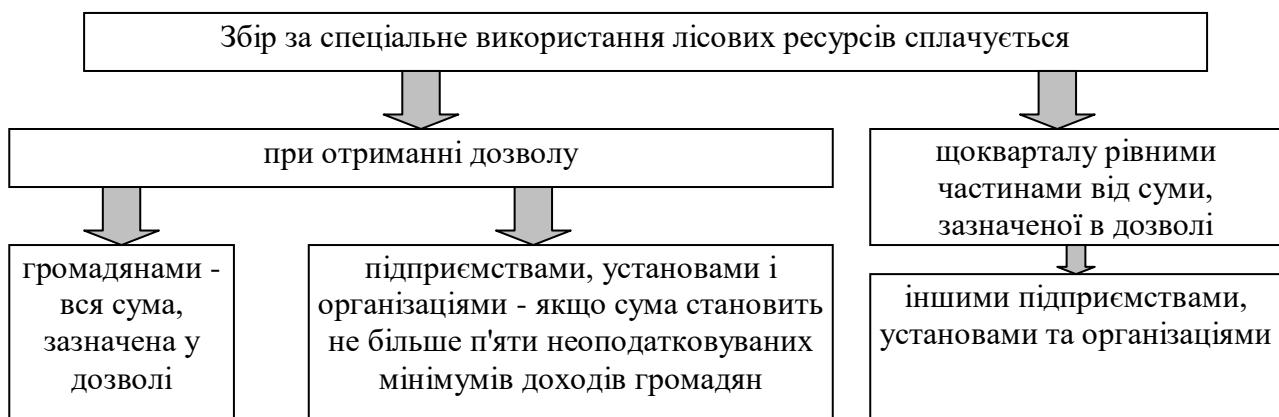 Збір за спеціальне використання лісових ресурсів сплачується
при отриманні дозволу
щокварталу рівними
частинами від суми,
зазначеної в дозволі
громадянами -
вся сума,
зазначена у
дозволі
підприємствами, установами і
організаціями - якщо сума становить
не більше п'яти неоподатковуваних
мінімумів доходів громадян
іншими підприємствами,
установами та організаціями